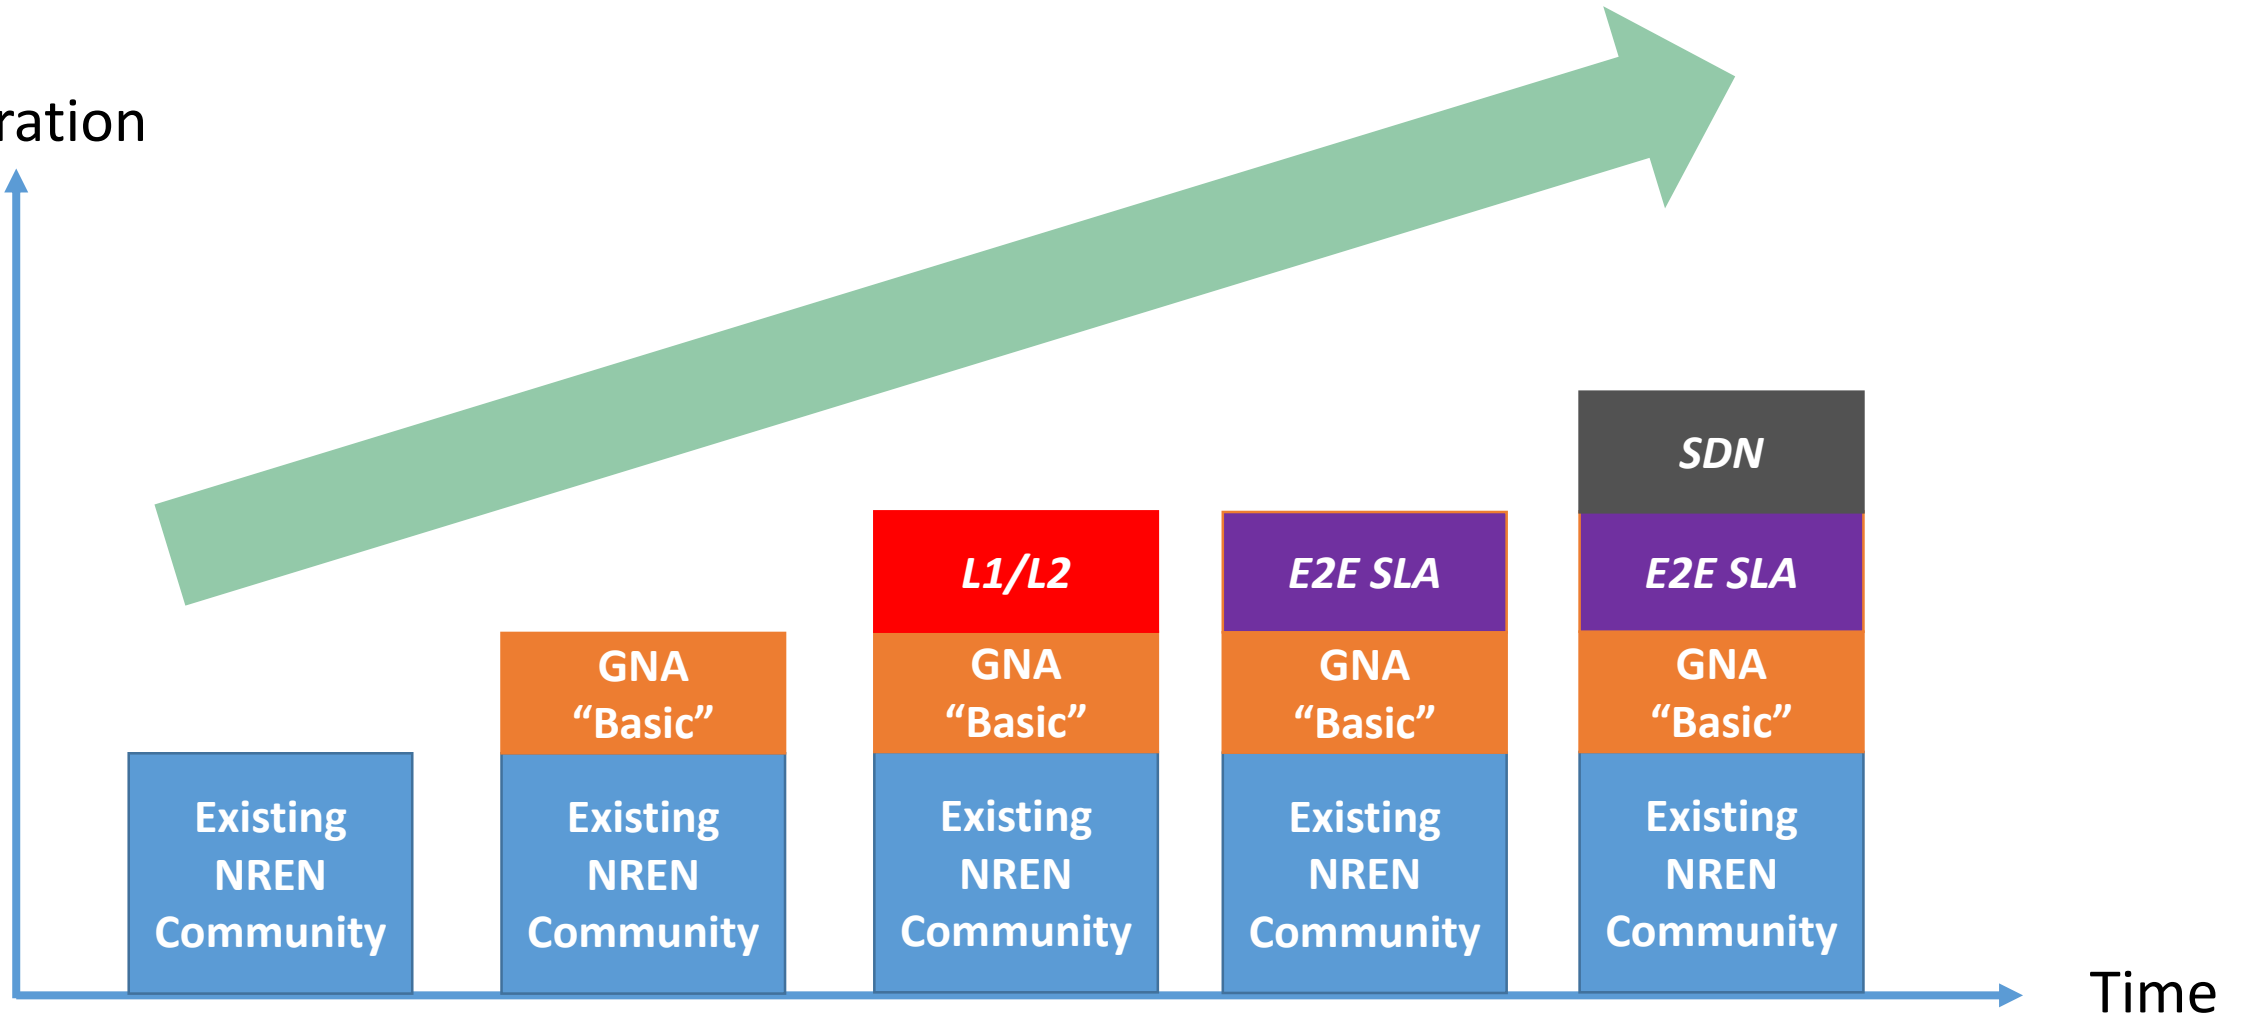 ration
SDN
L1/L2
E2E SLA
E2E SLA
GNA
“Basic”
GNA
“Basic”
GNA
“Basic”
GNA
“Basic”
Existing
NREN
Community
Existing
NREN
Community
Existing
NREN
Community
Existing
NREN
Community
Existing
NREN
Community
Time